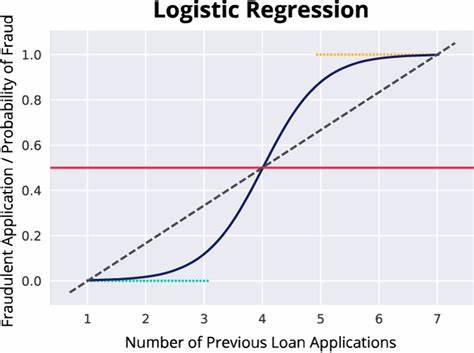 Logistic Regression
Fraudulent Application / Probability of Fraud
1.0
0.8
0.6
0.4
0.2
0.0
1 2 3 4 5 6 7
Number of Previous Loan Applications